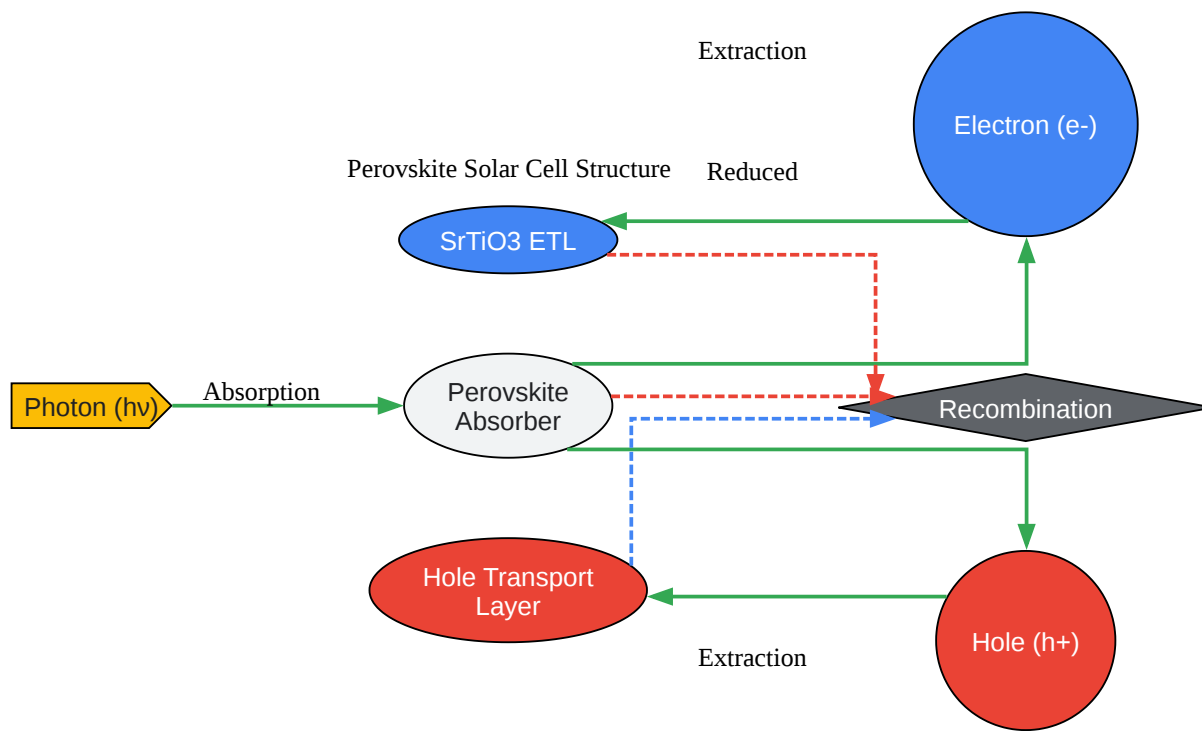 Extraction
Electron (e-)
Perovskite Solar Cell Structure
Reduced
SrTiO3 ETL
Photon (hν)
Absorption
Perovskite
Absorber
Recombination
Hole Transport
Layer
Hole (h+)
Extraction